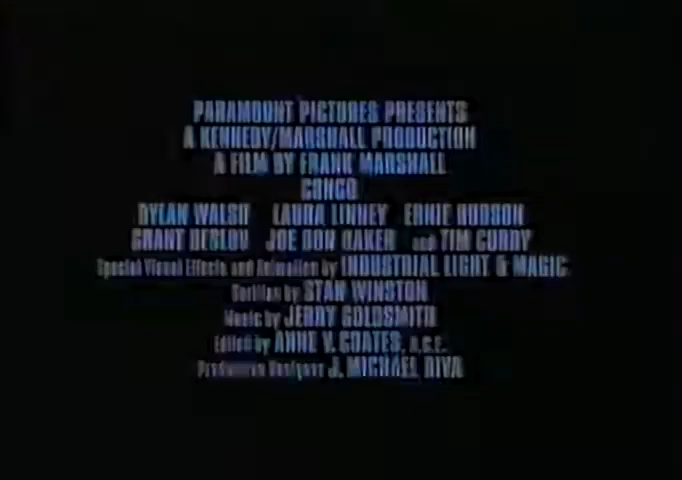 PARAMOUNT PICTURES PRESENTS
A KENNEDY/MARSHALL PRODUCTION
A FILM BY FRANK MARSHALL
CONGO
DYLAN WALSH LAURA LINNEY ERNIE HUDSON
GRANT HESLOV JOE DON BAKER and TIM CURRY
Special Visual Effects and Animation by INDUSTRIAL LIGHT & MAGIC
by STAN WINSTON
Music by JERRY GOLDSMITH
Edited by ANNE V. COATES, A.C.E.
Production Designer J. MICHAEL RIVA